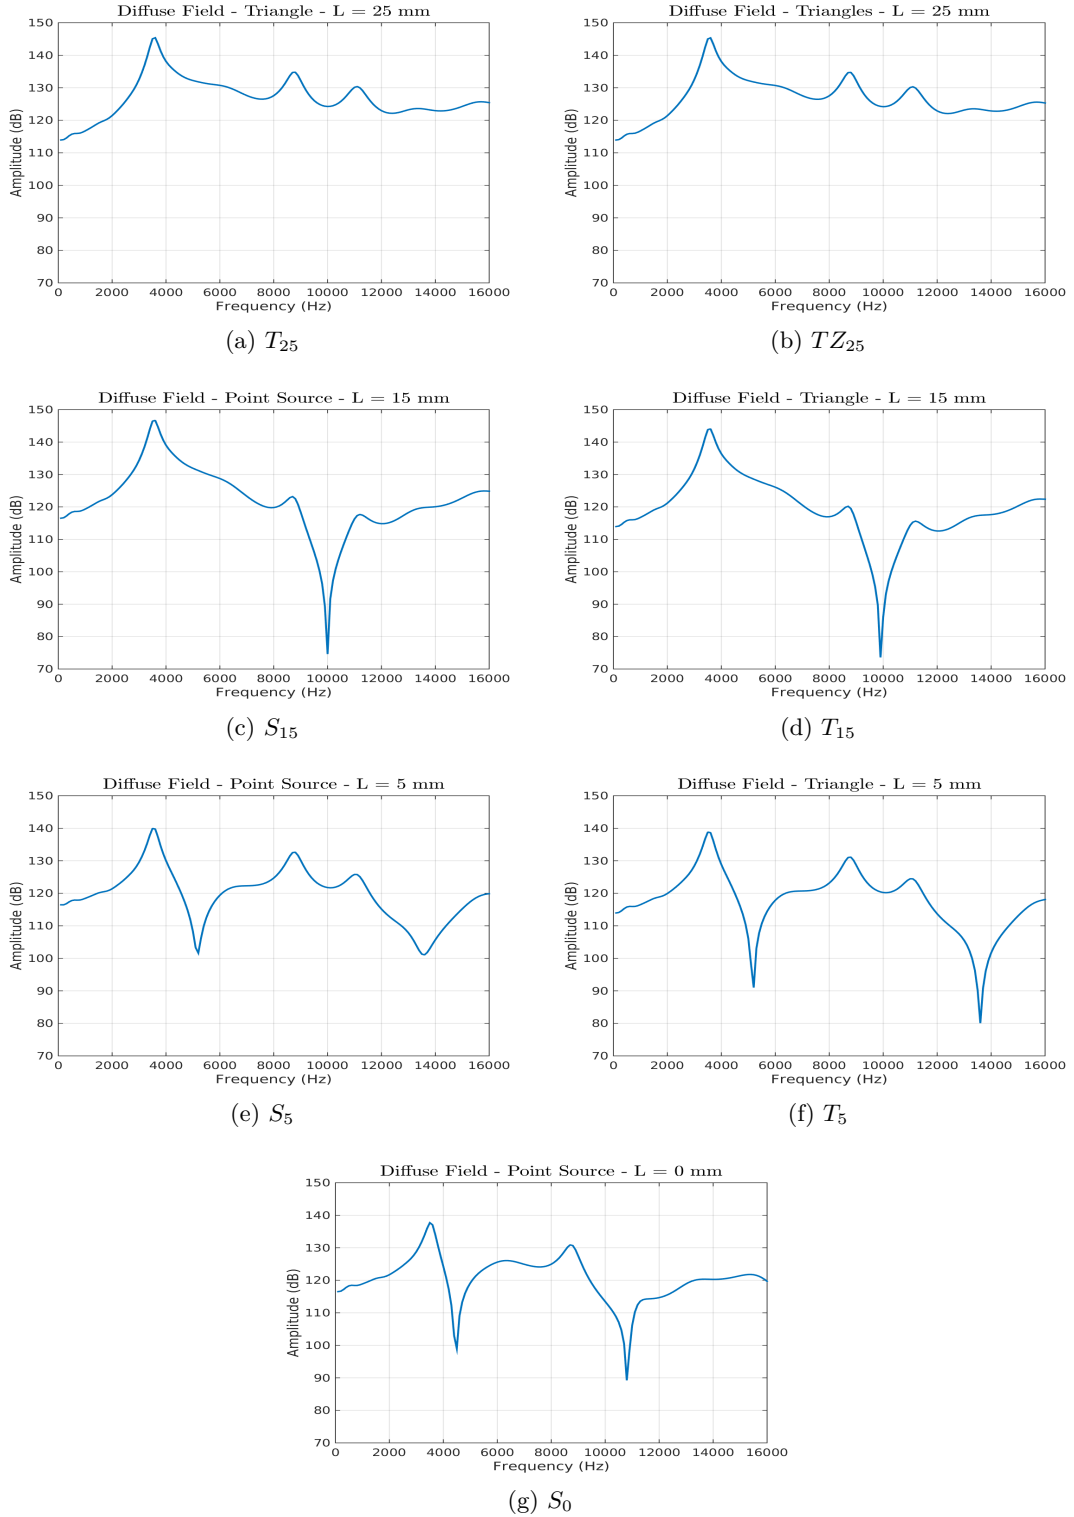 Diffuse Field - Triangle - L = 25 mm
150
140
130
120
110
100
90
80
70
Amplitude (dB)
0 2000 4000 6000 8000 10000 12000 14000 16000
Frequency (Hz)
(a) T₂₅
Diffuse Field - Triangles - L = 25 mm
150
140
130
120
110
100
90
80
70
Amplitude (dB)
0 2000 4000 6000 8000 10000 12000 14000 16000
Frequency (Hz)
(b) TZ₂₅
Diffuse Field - Point Source - L = 15 mm
150
140
130
120
110
100
90
80
70
Amplitude (dB)
0 2000 4000 6000 8000 10000 12000 14000 16000
Frequency (Hz)
(c) S₁₅
Diffuse Field - Triangle - L = 15 mm
150
140
130
120
110
100
90
80
70
Amplitude (dB)
0 2000 4000 6000 8000 10000 12000 14000 16000
Frequency (Hz)
(d) T₁₅
Diffuse Field - Point Source - L = 5 mm
150
140
130
120
110
100
90
80
70
Amplitude (dB)
0 2000 4000 6000 8000 10000 12000 14000 16000
Frequency (Hz)
(e) S₅
Diffuse Field - Triangle - L = 5 mm
150
140
130
120
110
100
90
80
70
Amplitude (dB)
0 2000 4000 6000 8000 10000 12000 14000 16000
Frequency (Hz)
(f) T₅
Diffuse Field - Point Source - L = 0 mm
150
140
130
120
110
100
90
80
70
Amplitude (dB)
0 2000 4000 6000 8000 10000 12000 14000 16000
Frequency (Hz)
(g) S₀